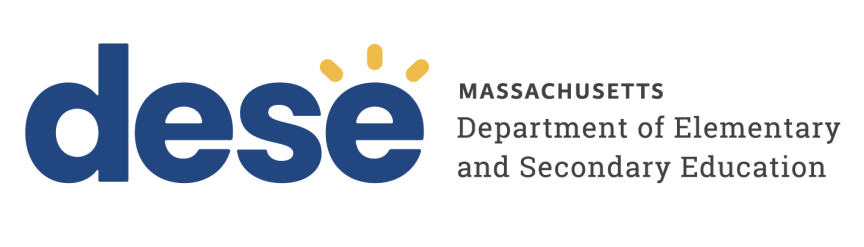 dese
MASSACHUSETTS
Department of Elementary
and Secondary Education